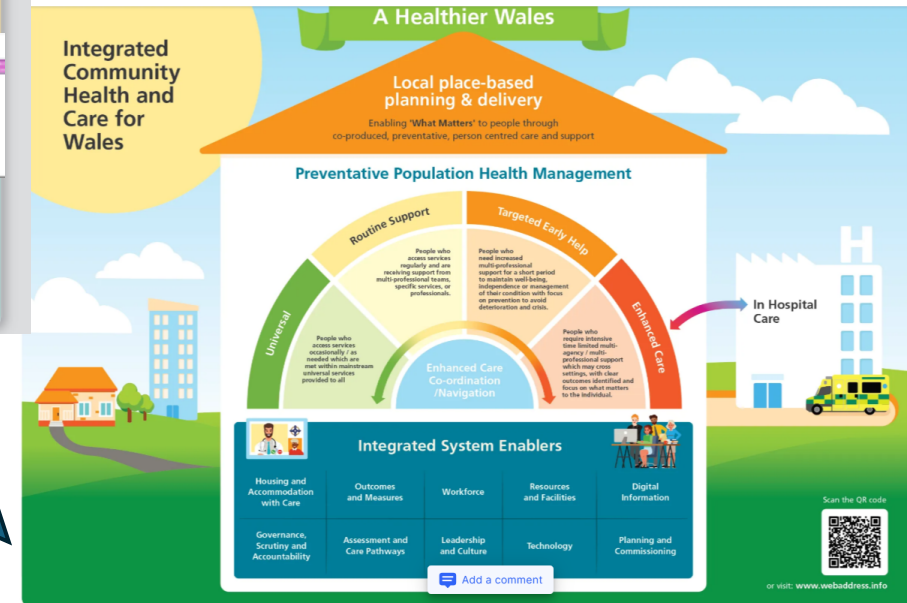 A Healthier Wales
Integrated
Community
Health and
Care for
Wales
Local place-based
planning & delivery
Enabling 'What Matters' to people through
co-produced, preventative, person centred care and support
Preventative Population Health Management
Universal
People who
access services
occasionally / as
needed which are
met within mainstream
universal services
provided to all
Routine Support
People who
access services
regularly and are
receiving support from
multi-professional teams,
specific services, or
professionals.
Targeted Early Help
People who
need increased
multi-professional
support for a short period
to maintain well-being,
independence or management
of their condition with focus
on prevention to avoid
deterioration and crisis.
Enhanced Care
People who
require intensive
time limited multi-
agency / multi-
professional support
which may cross
settings, with clear
outcomes identified and
focus on what matters
to the individual.
Enhanced Care
Co-ordination
/Navigation
H
In Hospital
Care
Integrated System Enablers
Housing and
Accommodation
with Care
Outcomes
and Measures
Workforce
Resources
and Facilities
Digital
Information
Governance,
Scrutiny and
Accountability
Assessment and
Care Pathways
Leadership
and Culture
Technology
Planning and
Commissioning
Add a comment
Scan the QR code
or visit: www.webaddress.info